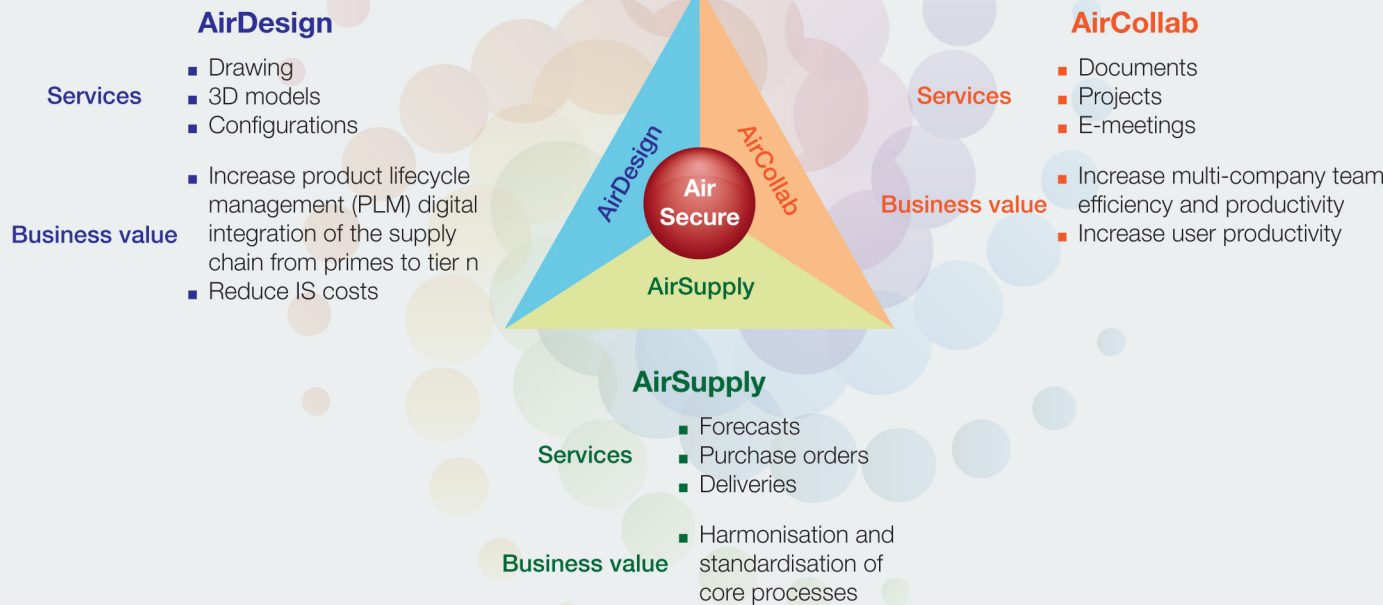 AirDesign
Services
Drawing
3D models
Configurations
Business value
Increase product lifecycle
management (PLM) digital
integration of the supply
chain from primes to tier n
Reduce IS costs
AirDesign
AirCollab
Air
Secure
AirSupply
AirCollab
Services
Documents
Projects
E-meetings
Business value
Increase multi-company team
efficiency and productivity
Increase user productivity
AirSupply
Services
Forecasts
Purchase orders
Deliveries
Business value
Harmonisation and
standardisation of
core processes